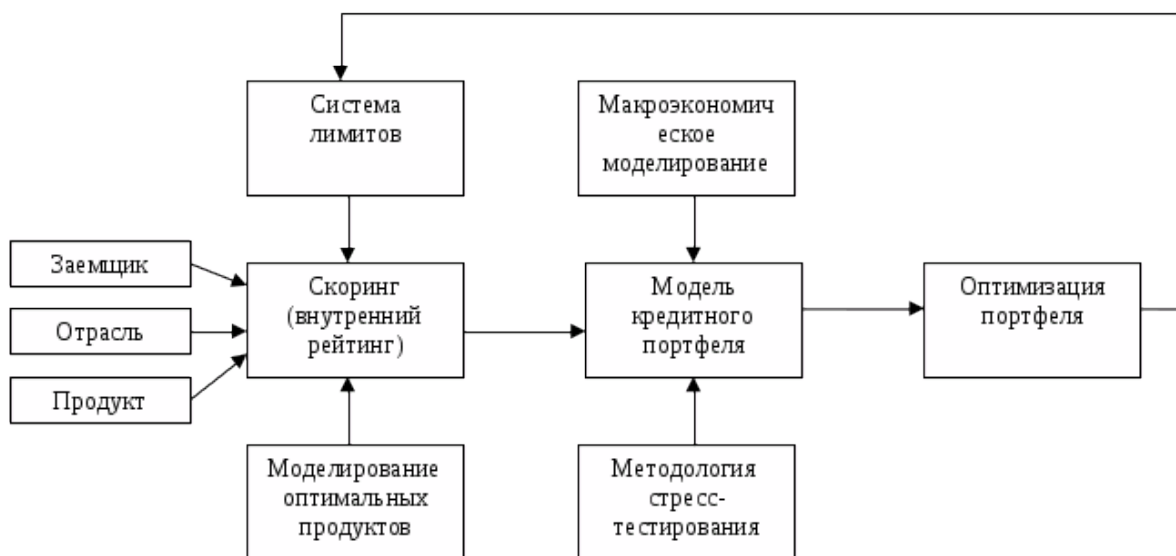 Система
лимитов
Макроэкономич
еское
моделирование
Заемщик
Отрасль
Продукт
Скоринг
(внутренний
рейтинг)
Модель
кредитного
портфеля
Оптимизация
портфеля
Моделирование
оптимальных
продуктов
Методология
стресс-
тестирования